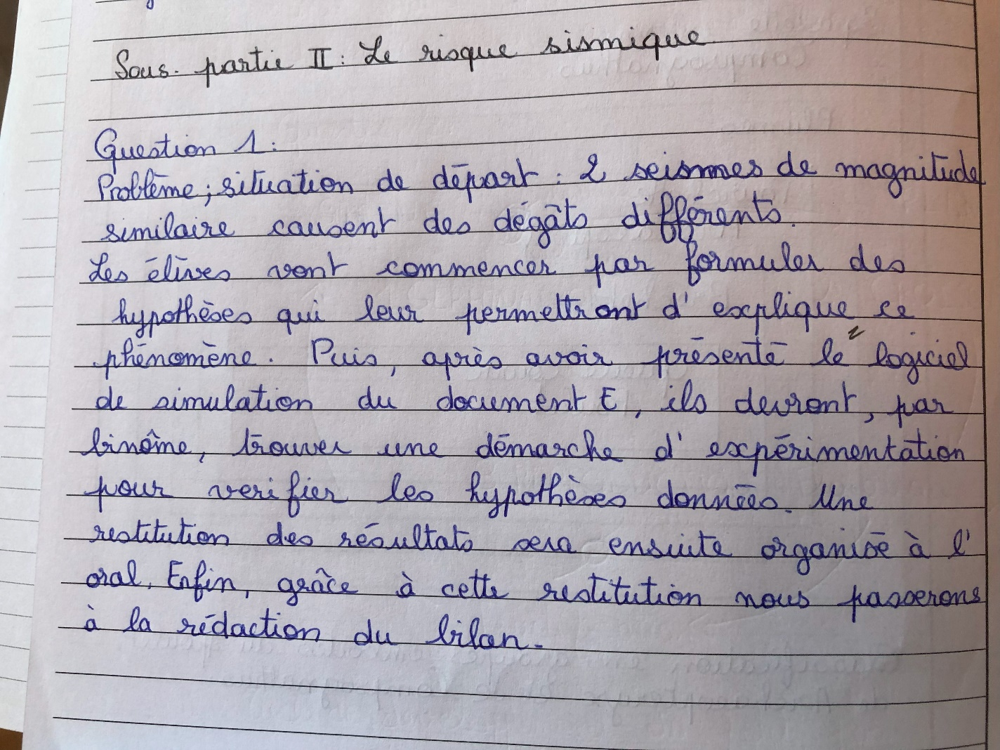 Sous-partie II : Le risque sismique
Question 1 :
Problème ; situation de départ : 2 seismes de magnitude
similaire causent des dégâts différents.
Les élèves vont commencer par formuler des
hypothèses qui leur permettront d'explique ce
phénomène. Puis, après avoir présenté le logiciel
de simulation du document E, ils devront, par
binôme, trouver une démarche d'expérimentation
pour verifier les hypothèses données. Une
restitution des résultats sera ensuite organisé à l'
oral. Enfin, grâce à cette restitution nous passerons
à la rédaction du bilan.